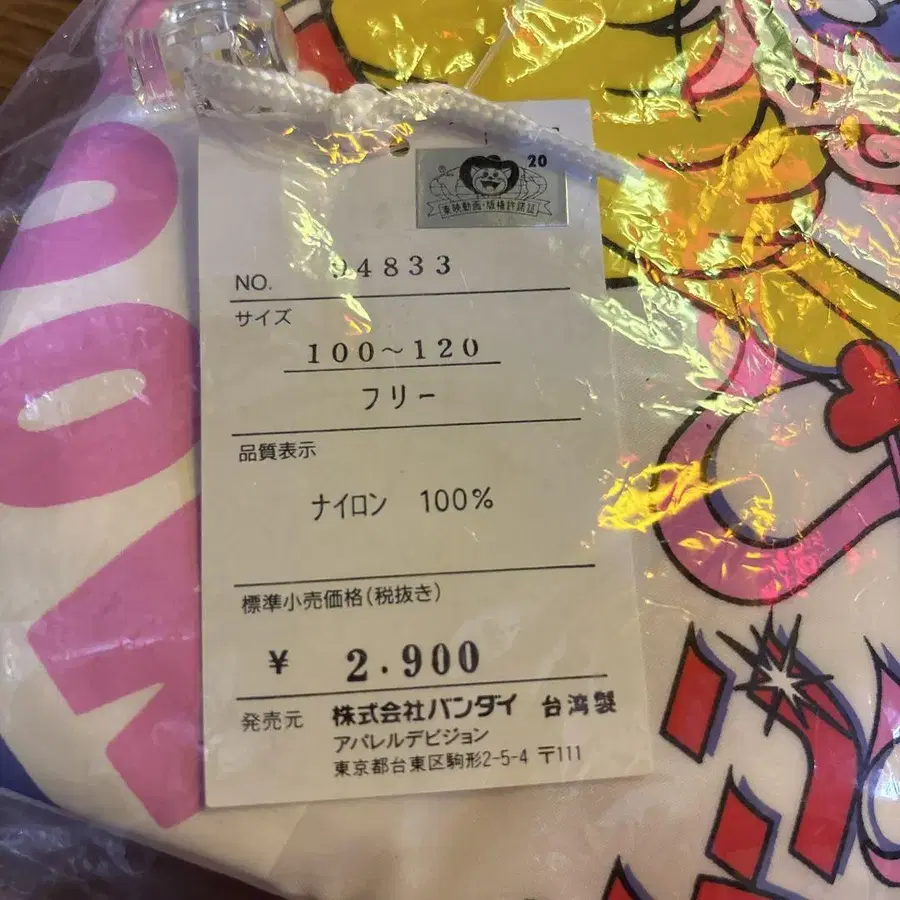 20
東映動画・版権許諾証
NO. 94833
サイズ
100~120
フリー
品質表示
ナイロン 100%
標準小売価格(税抜き)
¥ 2.900
発売元 株式会社バンダイ 台湾製
アパレルデビジョン
東京都台東区駒形2-5-4 〒111